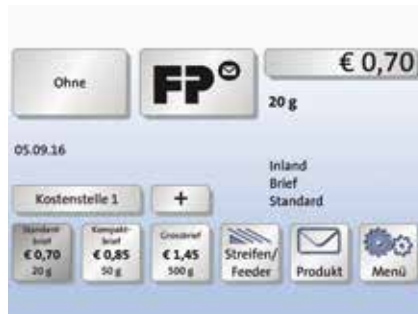 Ohne
FP
€ 0,70
20 g
05.09.16
Inland
Brief
Standard
Kostenstelle 1
+
Standard-
brief
€ 0,70
20 g
Kompakt-
brief
€ 0,85
50 g
Grossbrief
€ 1,45
500 g
Streifen/
Feeder
Produkt
Menü